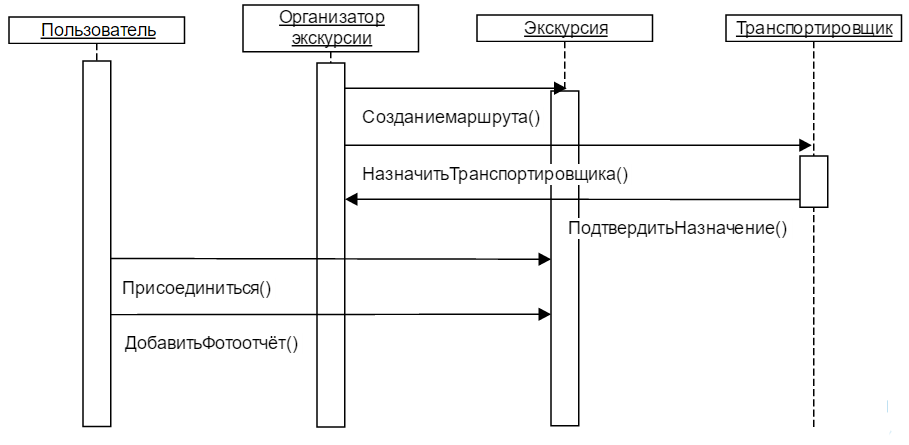 Пользователь
Организатор
экскурсии
Экскурсия
Транспортировщик
Созданиемаршрута()
НазначитьТранспортировщика()
ПодтвердитьНазначение()
Присоединиться()
ДобавитьФотоотчёт()